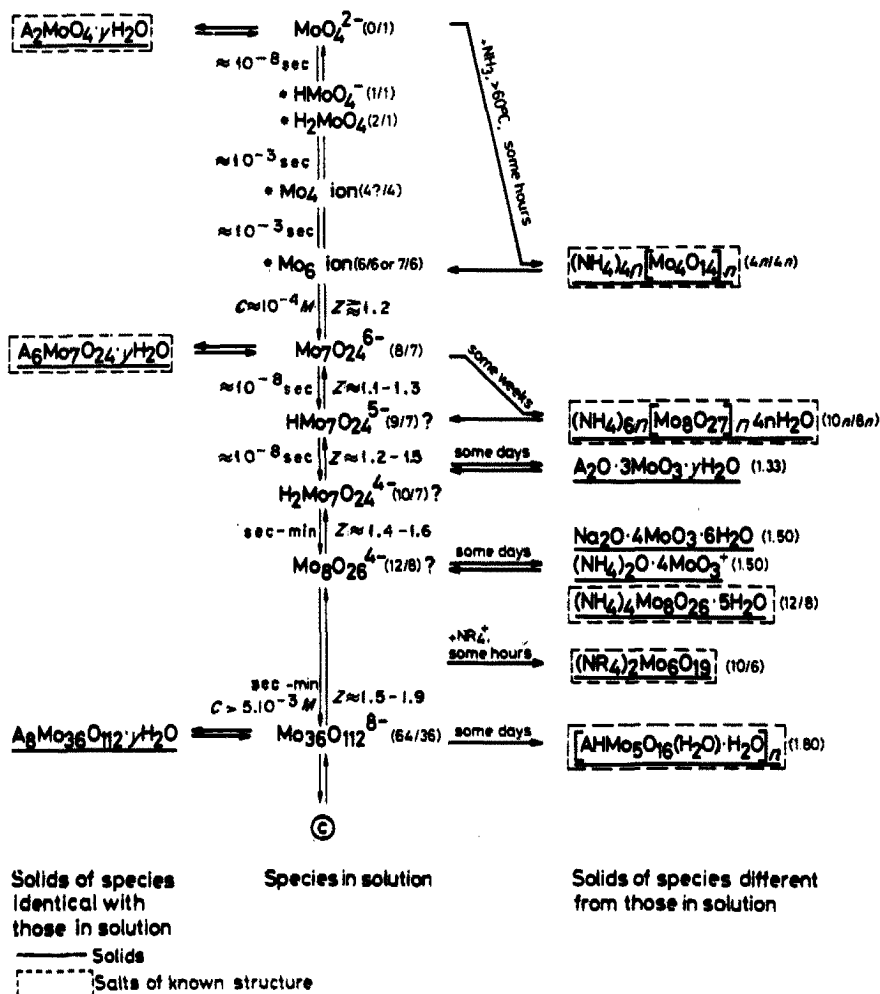 A2MoO4·yH2O
MoO4 2- (0/1)
≈10-8 sec
* HMoO4- (1/1)
* H2MoO4 (2/1)
≈10-3 sec
* Mo4 ion (4?/4)
≈10-3 sec
* Mo6 ion (6/6 or 7/6)
+NH3, >60°C, some hours
(NH4)4n[Mo4O14]n (4n/4n)
C≈10-4 M Z≳1.2
A6Mo7O24·yH2O
Mo7O24 6- (8/7)
≈10-8 sec Z≈1.1-1.3
some weeks
HMo7O24 5- (9/7) ?
(NH4)6n[Mo8O27]n·4nH2O (10n/8n)
≈10-8 sec Z≈1.2-1.5
some days
A2O·3MoO3·yH2O (1.33)
H2Mo7O24 4- (10/7) ?
sec-min Z≈1.4-1.6
Na2O·4MoO3·6H2O (1.50)
Mo8O26 4- (12/8) ?
some days
(NH4)2O·4MoO3+ (1.50)
(NH4)4Mo8O26·5H2O (12/8)
+NR4+,
some hours
(NR4)2Mo6O19 (10/6)
sec-min
C > 5.10-3 M Z≈1.5-1.9
A8Mo36O112·yH2O
Mo36O112 8- (64/36)
some days
[AHMo5O16(H2O)·H2O]n (1.80)
C
Solids of species
identical with
those in solution
Species in solution
Solids of species different
from those in solution
Solids
Salts of known structure